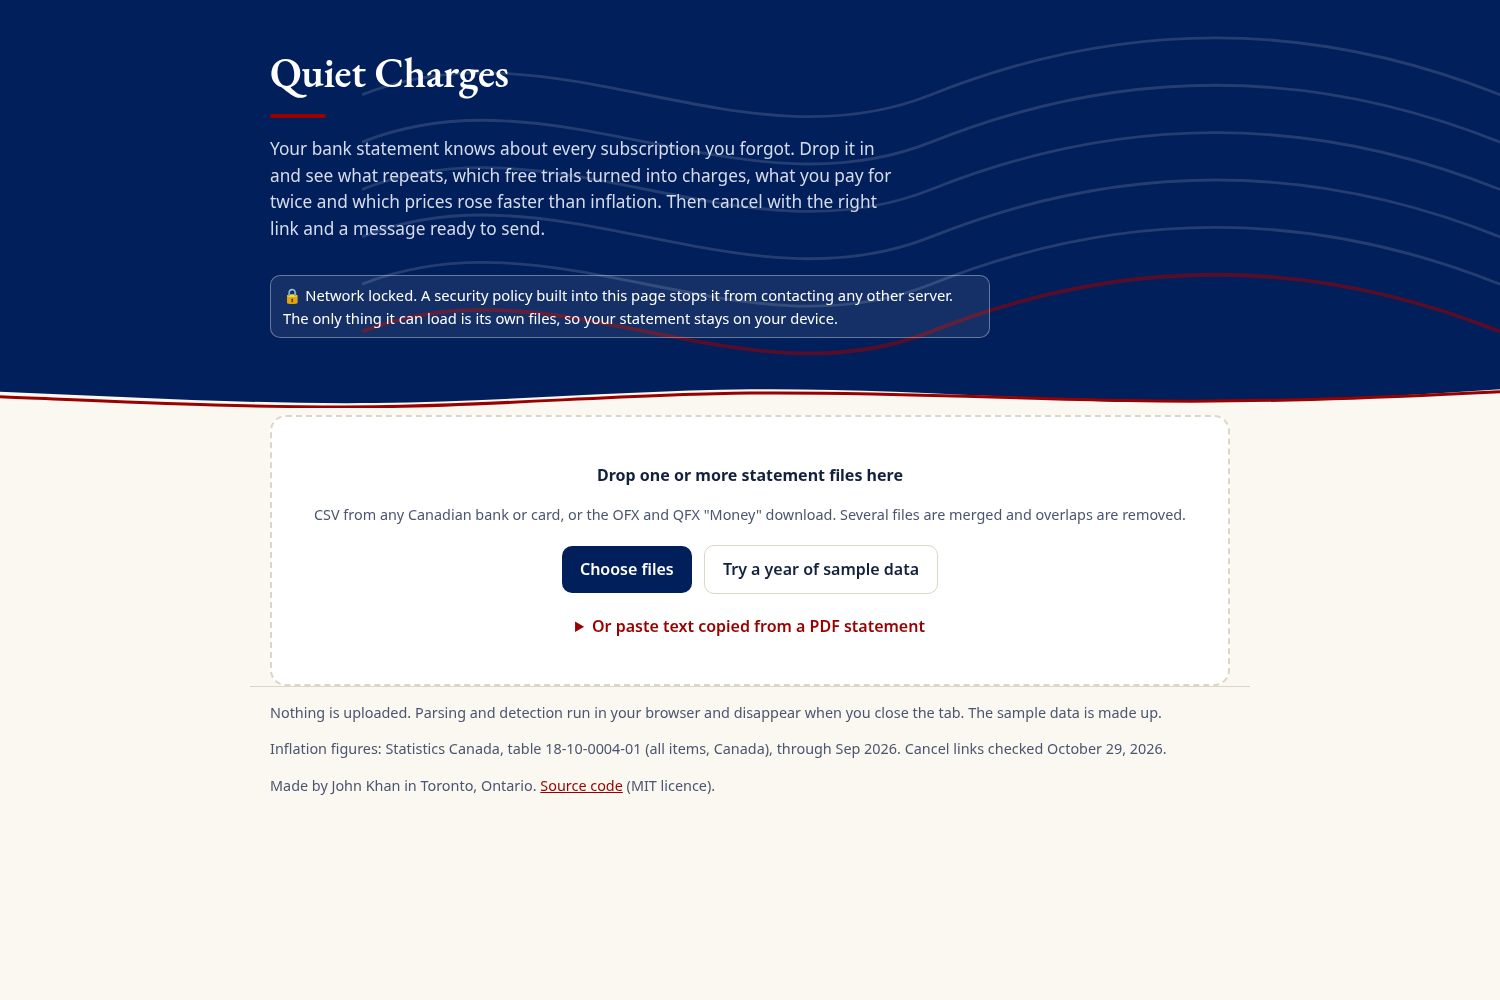 Quiet Charges
Your bank statement knows about every subscription you forgot. Drop it in
and see what repeats, which free trials turned into charges, what you pay for
twice and which prices rose faster than inflation. Then cancel with the right
link and a message ready to send.
🔒 Network locked. A security policy built into this page stops it from contacting any other server.
The only thing it can load is its own files, so your statement stays on your device.
Drop one or more statement files here
CSV from any Canadian bank or card, or the OFX and QFX "Money" download. Several files are merged and overlaps are removed.
Choose files
Try a year of sample data
Or paste text copied from a PDF statement
Nothing is uploaded. Parsing and detection run in your browser and disappear when you close the tab. The sample data is made up.
Inflation figures: Statistics Canada, table 18-10-0004-01 (all items, Canada), through Sep 2026. Cancel links checked October 29, 2026.
Made by John Khan in Toronto, Ontario. Source code (MIT licence).